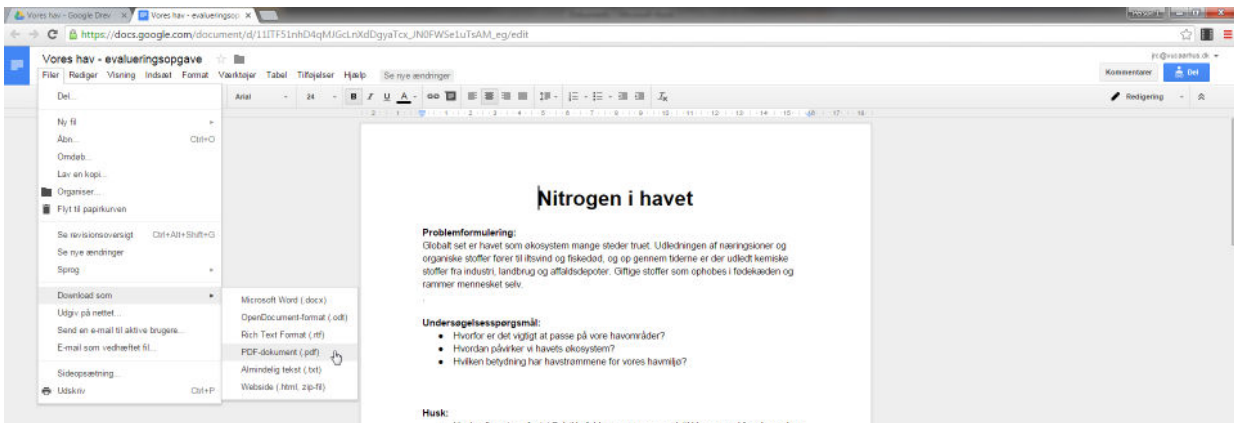 Vores hav - Google Drev
Vores hav - evalueringsop
https://docs.google.com/document/d/11ITF51nhD4qMJGcLnXdDgyaTcx_JN0FWSe1uTsAM_eg/edit
Vores hav - evalueringsopgave
Filer Rediger Visning Indsæt Format Værktøjer Tabel Tilføjelser Hjælp Se nye ændringer
Kommentarer Del
Arial 24 B I U A
Redigering
Del...
Ny fil
Åbn... Ctrl+O
Omdøb...
Lav en kopi...
Organiser...
Flyt til papirkurven
Se revisionsoversigt Ctrl+Alt+Shift+G
Se nye ændringer
Sprog
Download som
Udgiv på nettet...
Send en e-mail til aktive brugere...
E-mail som vedhæftet fil...
Sideopsætning...
Udskriv Ctrl+P
Microsoft Word (.docx)
OpenDocument-format (.odt)
Rich Text Format (.rtf)
PDF-dokument (.pdf)
Almindelig tekst (.txt)
Webside (.html, zip-fil)
Nitrogen i havet
Problemformulering:
Globalt set er havet som økosystem mange steder truet. Udledningen af næringsioner og
organiske stoffer fører til iltsvind og fiskedød, og op gennem tiderne er der udledt kemiske
stoffer fra industri, landbrug og affaldsdepoter. Giftige stoffer som ophobes i fødekæden og
rammer mennesket selv.
Undersøgelsesspørgsmål:
Hvorfor er det vigtigt at passe på vore havområder?
Hvordan påvirker vi havets økosystem?
Hvilken betydning har havstrømmene for vores havmiljø?
Husk: